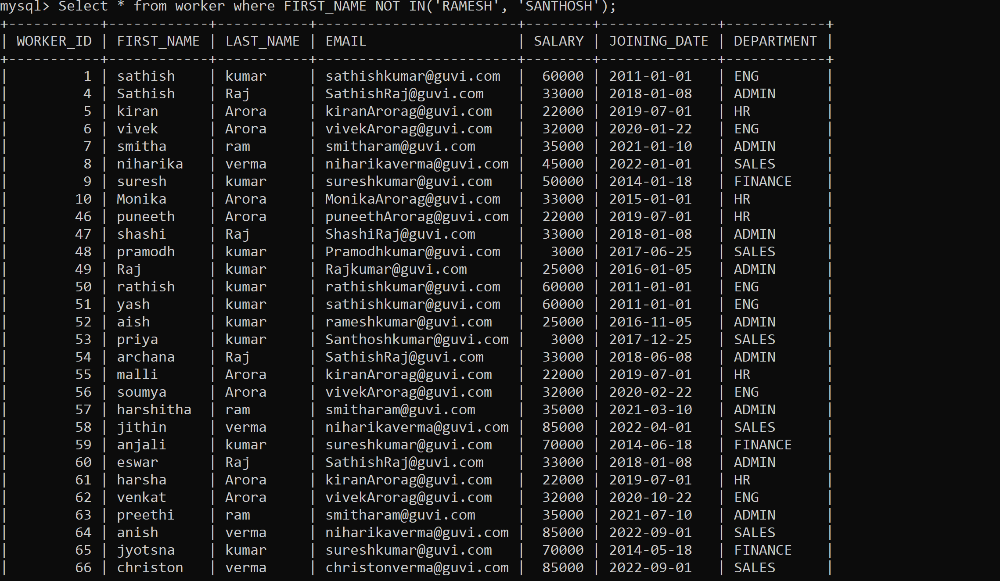 mysql> Select * from worker where FIRST_NAME NOT IN('RAMESH', 'SANTHOSH');
+-----------+------------+-----------+------------------------+--------+--------------+------------+
| WORKER_ID | FIRST_NAME | LAST_NAME | EMAIL                  | SALARY | JOINING_DATE | DEPARTMENT |
+-----------+------------+-----------+------------------------+--------+--------------+------------+
|         1 | sathish    | kumar     | sathishkumar@guvi.com  |  60000 | 2011-01-01   | ENG        |
|         4 | Sathish    | Raj       | SathishRaj@guvi.com    |  33000 | 2018-01-08   | ADMIN      |
|         5 | kiran      | Arora     | kiranArorag@guvi.com   |  22000 | 2019-07-01   | HR         |
|         6 | vivek      | Arora     | vivekArorag@guvi.com   |  32000 | 2020-01-22   | ENG        |
|         7 | smitha     | ram       | smitharam@guvi.com     |  35000 | 2021-01-10   | ADMIN      |
|         8 | niharika   | verma     | niharikaverma@guvi.com |  45000 | 2022-01-01   | SALES      |
|         9 | suresh     | kumar     | sureshkumar@guvi.com   |  50000 | 2014-01-18   | FINANCE    |
|        10 | Monika     | Arora     | MonikaArorag@guvi.com  |  33000 | 2015-01-01   | HR         |
|        46 | puneeth    | Arora     | puneethArorag@guvi.com |  22000 | 2019-07-01   | HR         |
|        47 | shashi     | Raj       | ShashiRaj@guvi.com     |  33000 | 2018-01-08   | ADMIN      |
|        48 | pramodh    | kumar     | Pramodhkumar@guvi.com  |   3000 | 2017-06-25   | SALES      |
|        49 | Raj        | kumar     | Rajkumar@guvi.com      |  25000 | 2016-01-05   | ADMIN      |
|        50 | rathish    | kumar     | rathishkumar@guvi.com  |  60000 | 2011-01-01   | ENG        |
|        51 | yash       | kumar     | sathishkumar@guvi.com  |  60000 | 2011-01-01   | ENG        |
|        52 | aish       | kumar     | rameshkumar@guvi.com   |  25000 | 2016-11-05   | ADMIN      |
|        53 | priya      | kumar     | Santhoshkumar@guvi.com |   3000 | 2017-12-25   | SALES      |
|        54 | archana    | Raj       | SathishRaj@guvi.com    |  33000 | 2018-06-08   | ADMIN      |
|        55 | malli      | Arora     | kiranArorag@guvi.com   |  22000 | 2019-07-01   | HR         |
|        56 | soumya     | Arora     | vivekArorag@guvi.com   |  32000 | 2020-02-22   | ENG        |
|        57 | harshitha  | ram       | smitharam@guvi.com     |  35000 | 2021-03-10   | ADMIN      |
|        58 | jithin     | verma     | niharikaverma@guvi.com |  85000 | 2022-04-01   | SALES      |
|        59 | anjali     | kumar     | sureshkumar@guvi.com   |  70000 | 2014-06-18   | FINANCE    |
|        60 | eswar      | Raj       | SathishRaj@guvi.com    |  33000 | 2018-01-08   | ADMIN      |
|        61 | harsha     | Arora     | kiranArorag@guvi.com   |  22000 | 2019-07-01   | HR         |
|        62 | venkat     | Arora     | vivekArorag@guvi.com   |  32000 | 2020-10-22   | ENG        |
|        63 | preethi    | ram       | smitharam@guvi.com     |  35000 | 2021-07-10   | ADMIN      |
|        64 | anish      | verma     | niharikaverma@guvi.com |  85000 | 2022-09-01   | SALES      |
|        65 | jyotsna    | kumar     | sureshkumar@guvi.com   |  70000 | 2014-05-18   | FINANCE    |
|        66 | christon   | verma     | christonverma@guvi.com |  85000 | 2022-09-01   | SALES      |